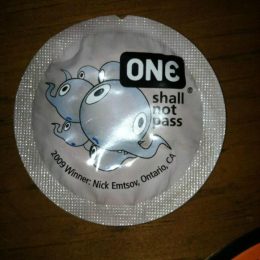 ONE®
shall
not
pass
2009 Winner: Nick Emtsov, Ontario, CA